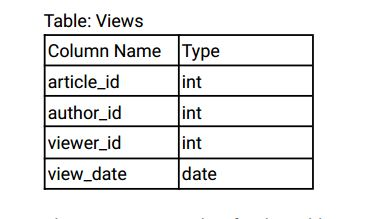 Table: Views
Column Name Type
article_id int
author_id int
viewer_id int
view_date date